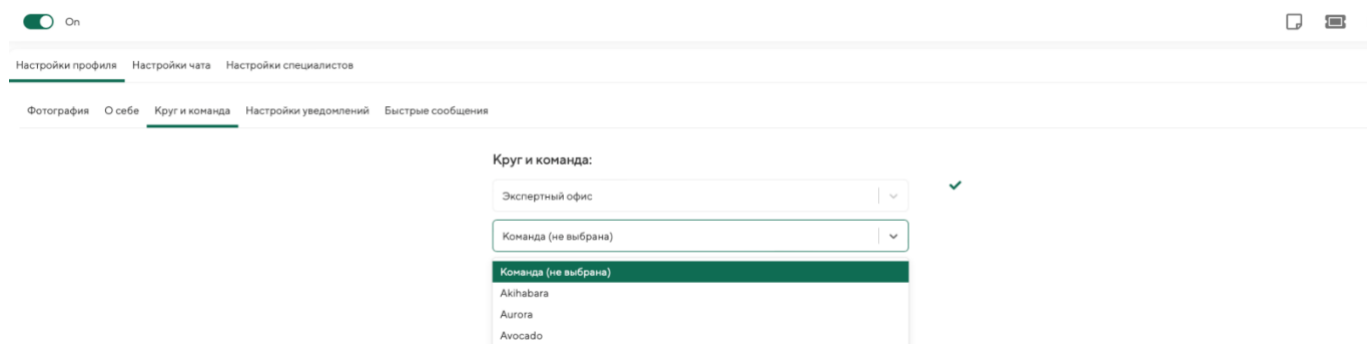 On
Настройки профиля Настройки чата Настройки специалистов
Фотография О себе Круг и команда Настройки уведомлений Быстрые сообщения
Круг и команда:
Экспертный офис
Команда (не выбрана)
Команда (не выбрана)
Akihabara
Aurora
Avocado